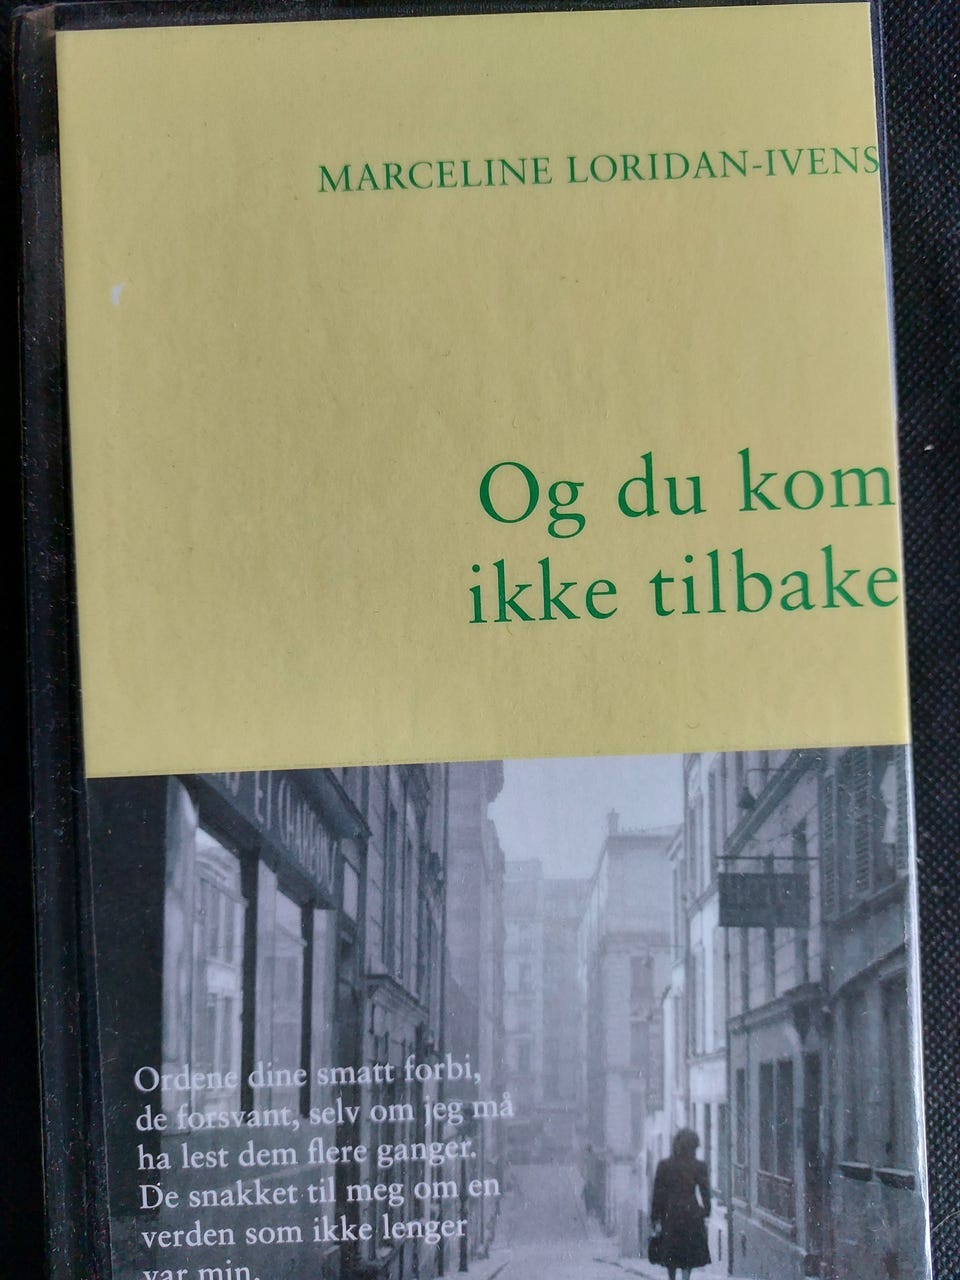 MARCELINE LORIDAN-IVENS
Og du kom
ikke tilbake
Ordene dine smatt forbi,
de forsvant, selv om jeg må
ha lest dem flere ganger.
De snakket til meg om en
verden som ikke lenger
var min.